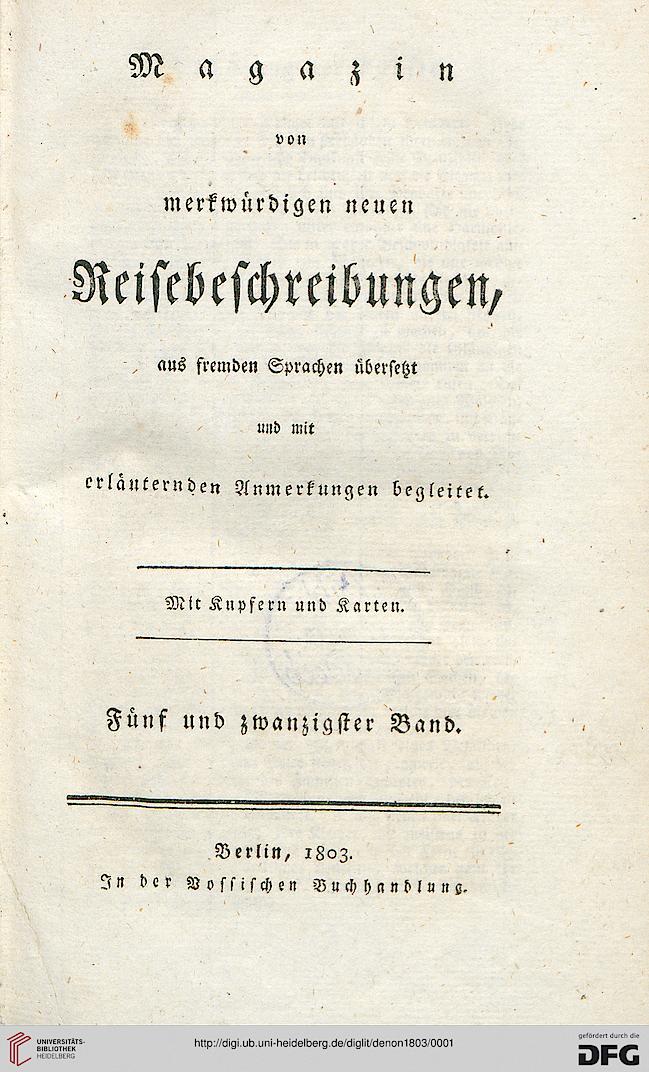 Magazin
von
merkwürdigen neuen
Reiſebeſchreibungen,
aus fremden Sprachen überſetzt
und mit
erläuternden Anmerkungen begleitet.
Mit Kupfern und Karten.
Fünf und zwanzigſter Band.
Berlin, 1803.
In der Voſſiſchen Buchhandlung.
UNIVERSITÄTS-
BIBLIOTHEK
HEIDELBERG
http://digi.ub.uni-heidelberg.de/diglit/denon1803/0001
gefördert durch die
DFG